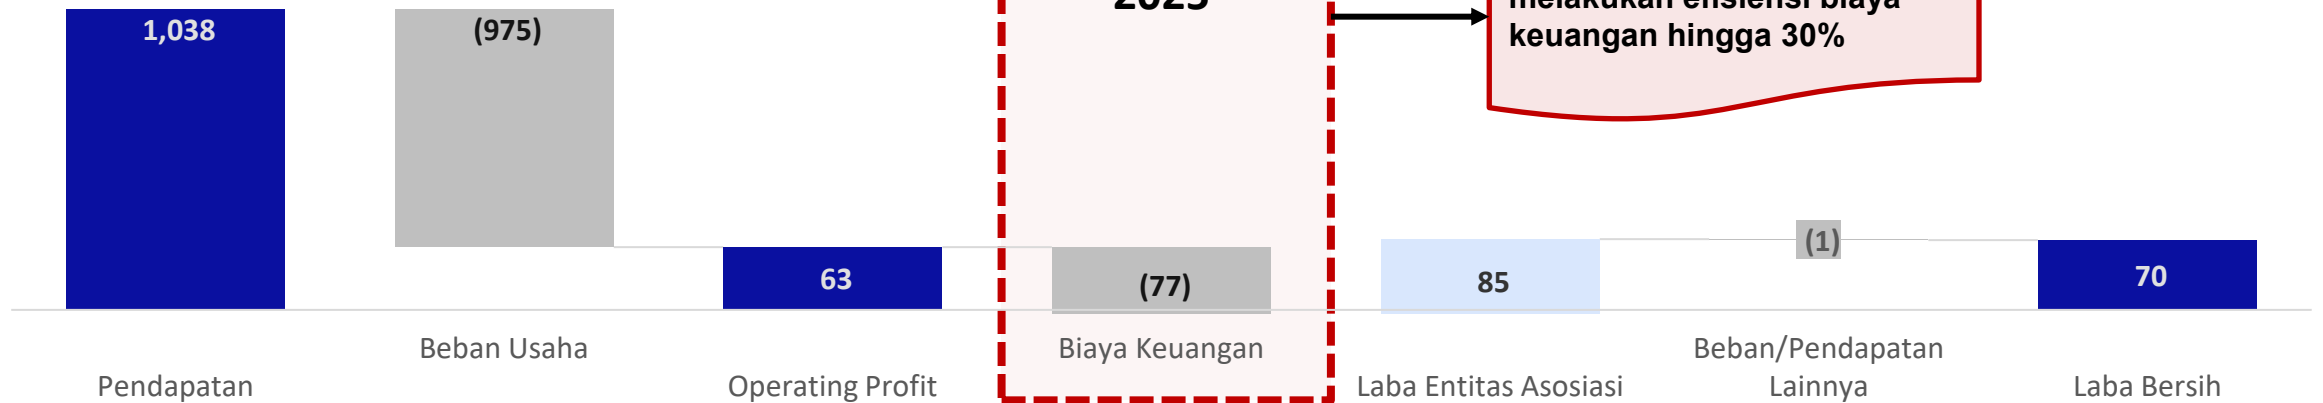 1,038
(975)
63
(77)
keuangan hingga 30%
85
(1)
70
Pendapatan
Beban Usaha
Operating Profit
Biaya Keuangan
Laba Entitas Asosiasi
Beban/Pendapatan
Lainnya
Laba Bersih